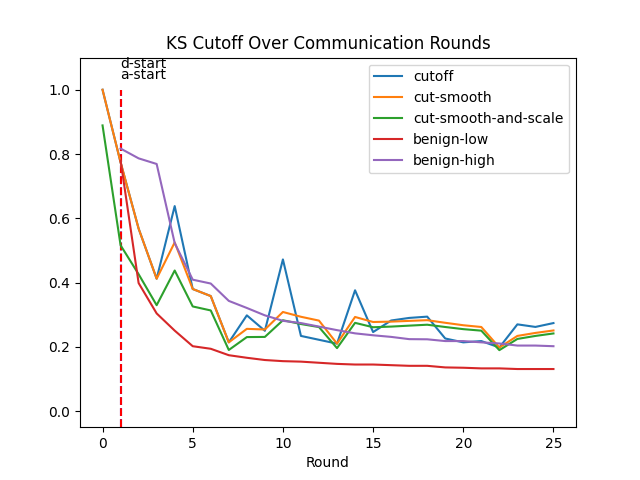 KS Cutoff Over Communication Rounds
d-start
a-start
cutoff
cut-smooth
cut-smooth-and-scale
benign-low
benign-high
1.0
0.8
0.6
0.4
0.2
0.0
0 5 10 15 20 25
Round